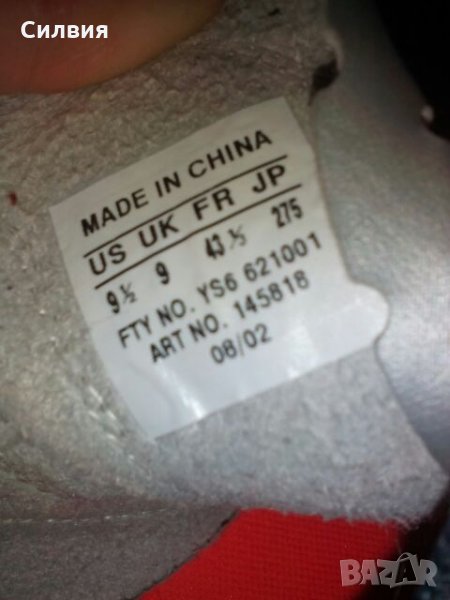 Силвия
MADE IN CHINA
US UK FR JP
9½ 9 43⅓ 275
FTY NO. YS6 621001
ART NO. 145818
08/02
BAZAR